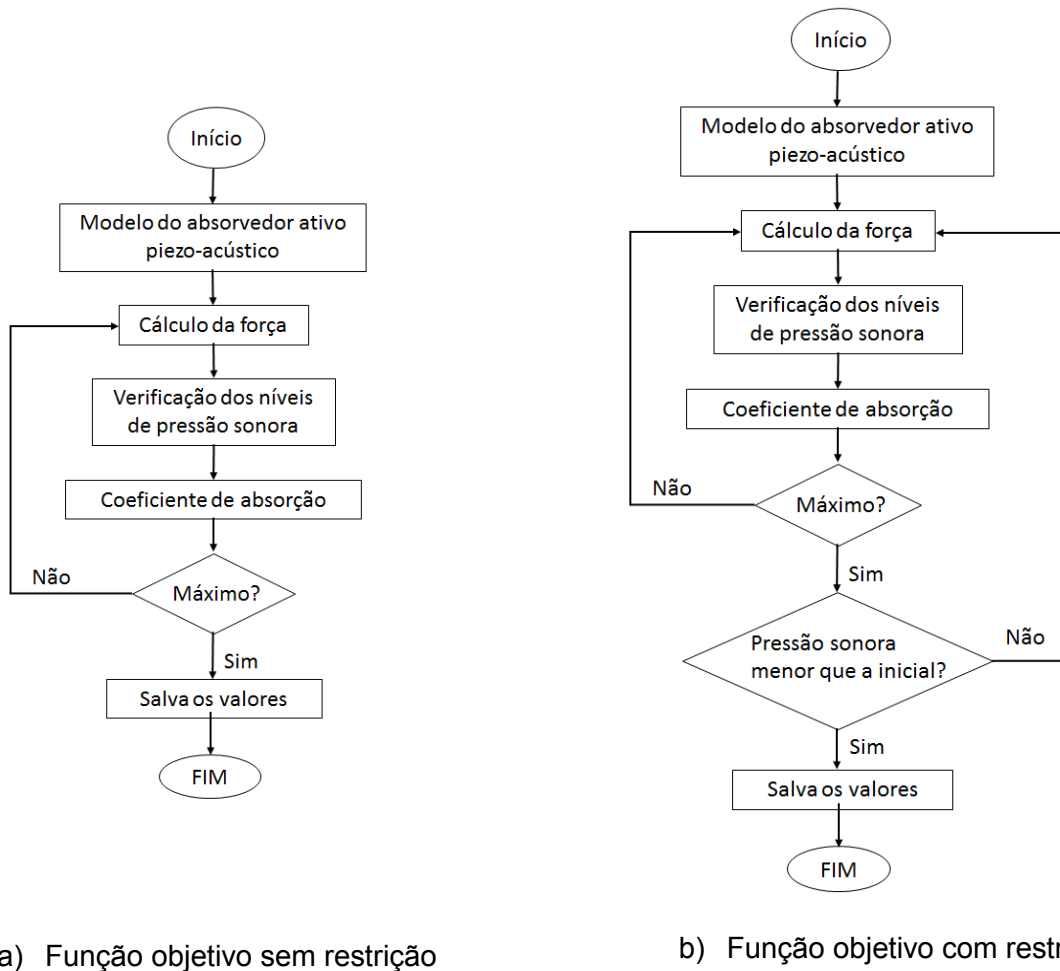 Início
Modelo do absorvedor ativo
piezo-acústico
Cálculo da força
Verificação dos níveis
de pressão sonora
Coeficiente de absorção
Não
Máximo?
Sim
Salva os valores
FIM
a) Função objetivo sem restrição
Início
Modelo do absorvedor ativo
piezo-acústico
Cálculo da força
Verificação dos níveis
de pressão sonora
Coeficiente de absorção
Não
Máximo?
Sim
Pressão sonora
menor que a inicial?
Não
Sim
Salva os valores
FIM
b) Função objetivo com